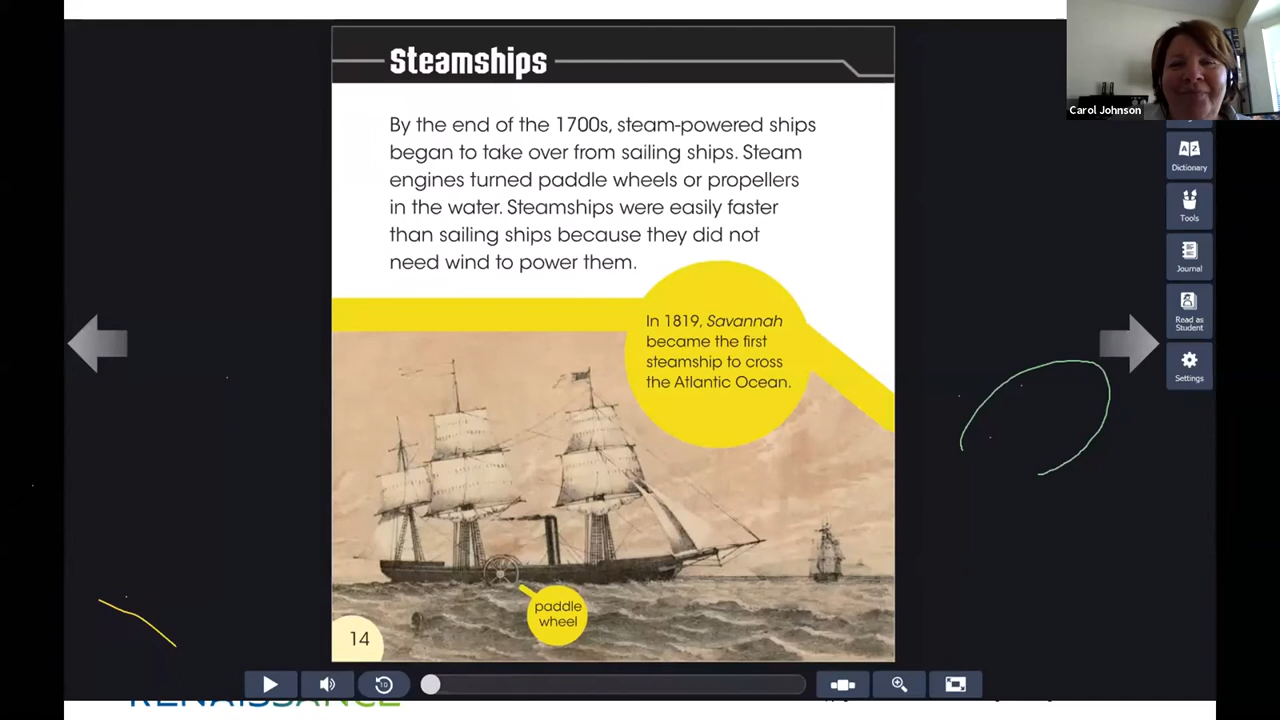 Steamships
Carol Johnson
By the end of the 1700s, steam-powered ships
began to take over from sailing ships. Steam
engines turned paddle wheels or propellers
in the water. Steamships were easily faster
than sailing ships because they did not
need wind to power them.
In 1819, Savannah
became the first
steamship to cross
the Atlantic Ocean.
paddle
wheel
14
Dictionary
Tools
Journal
Read as
Student
Settings
10
RENAISSANCE